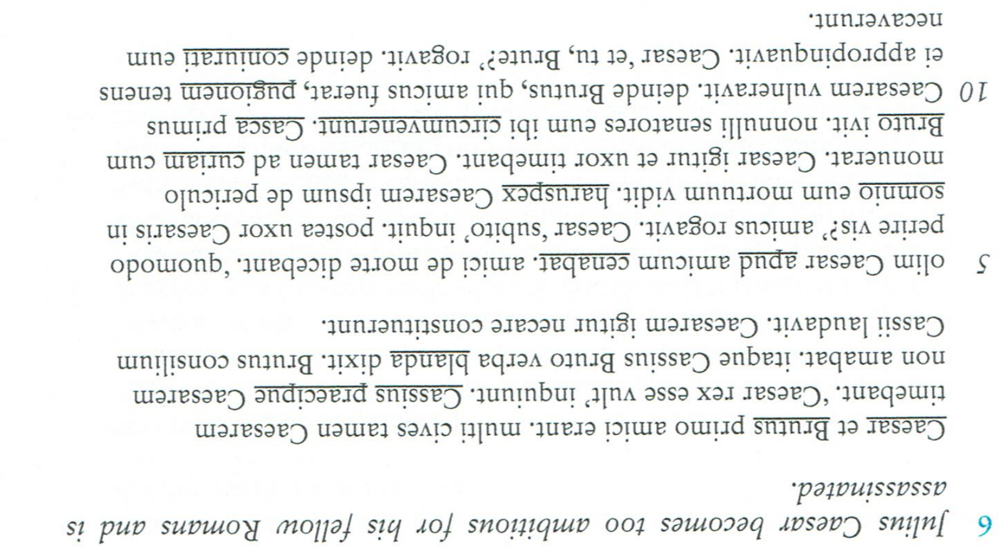 6 Julius Caesar becomes too ambitious for his fellow Romans and is
assassinated.
Caesar et Brutus primo amici erant. multi cives tamen Caesarem
timebant. ‘Caesar rex esse vult’ inquiunt. Cassius praecipue Caesarem
non amabat. itaque Cassius Bruto verba blanda dixit. Brutus consilium
Cassii laudavit. Caesarem igitur necare constituerunt.
5 olim Caesar apud amicum cenabat. amici de morte dicebant. ‘quomodo
perire vis?’ amicus rogavit. Caesar ‘subito’ inquit. postea uxor Caesaris in
somnio eum mortuum vidit. haruspex Caesarem ipsum de periculo
monuerat. Caesar igitur et uxor timebant. Caesar tamen ad curiam cum
Bruto ivit. nonnulli senatores eum ibi circumvenerunt. Casca primus
10 Caesarem vulneravit. deinde Brutus, qui amicus fuerat, pugionem tenens
ei appropinquavit. Caesar ‘et tu, Brute?’ rogavit. deinde coniurati eum
necaverunt.